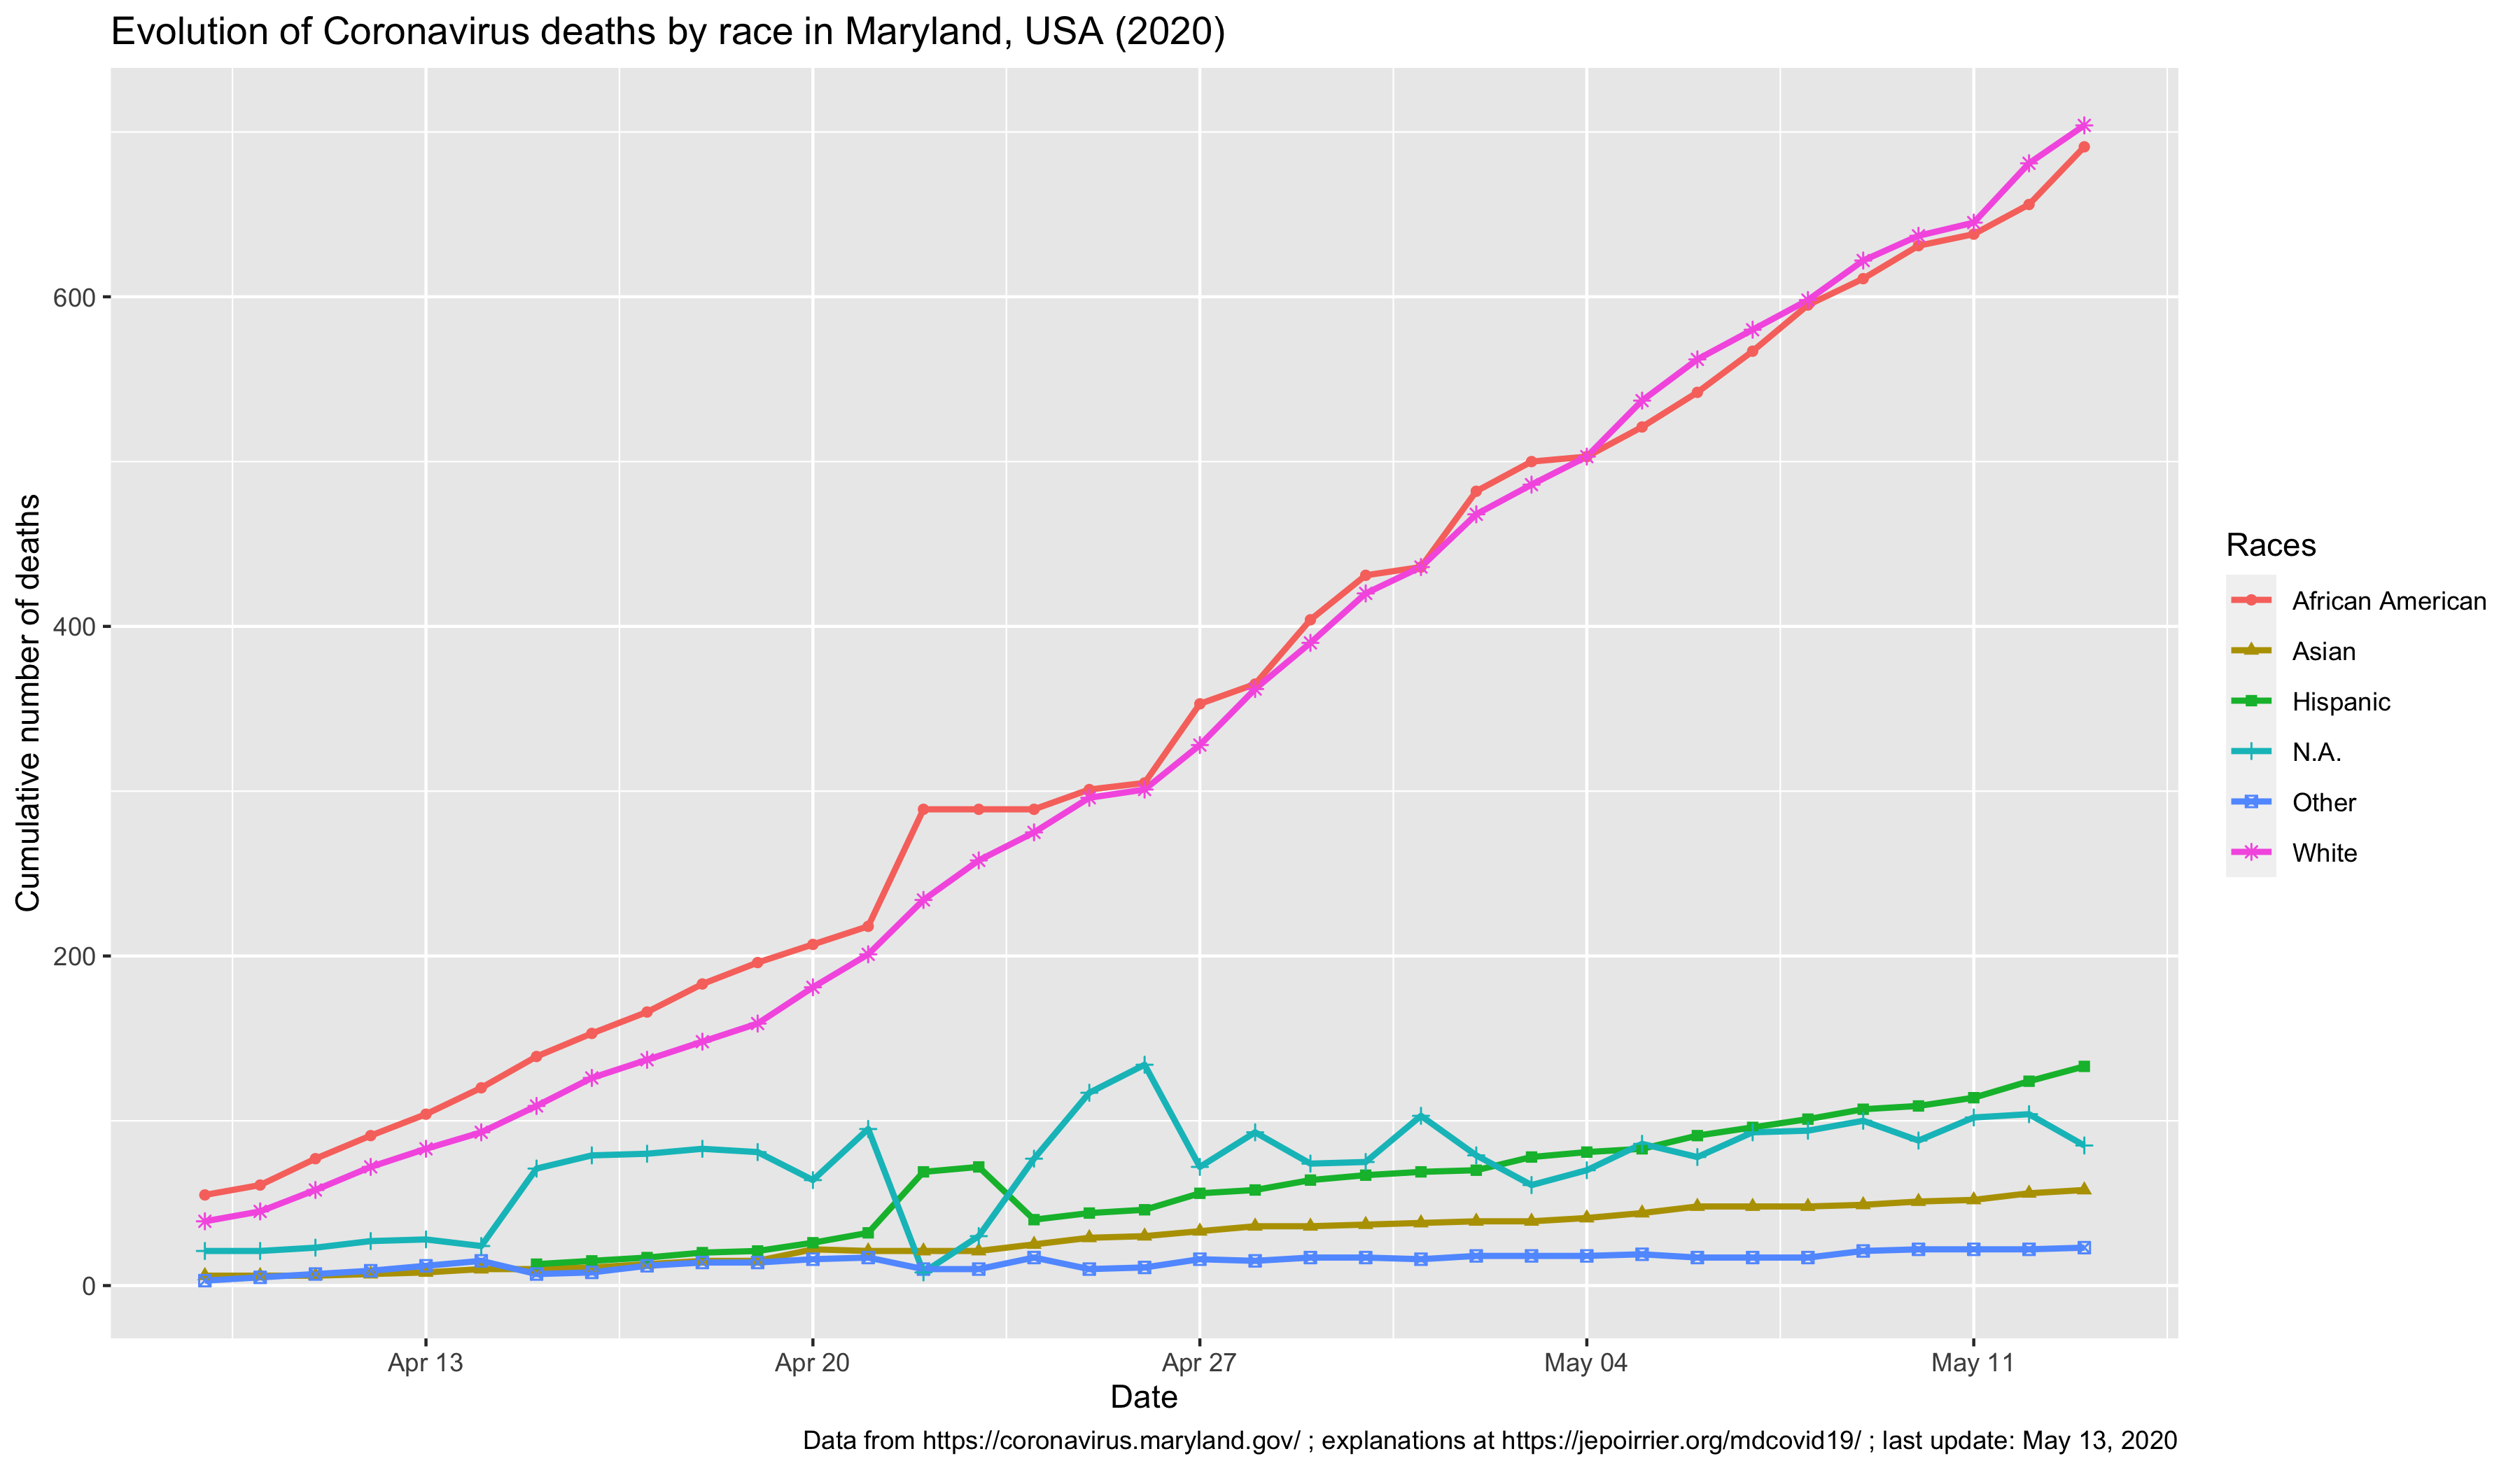 Evolution of Coronavirus deaths by race in Maryland, USA (2020)
Cumulative number of deaths
600
400
200
0
Apr 13
Apr 20
Apr 27
May 04
May 11
Date
Races
African American
Asian
Hispanic
N.A.
Other
White
Data from https://coronavirus.maryland.gov/ ; explanations at https://jepoirrier.org/mdcovid19/ ; last update: May 13, 2020